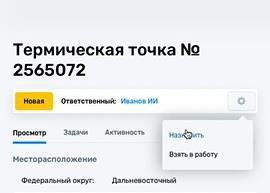 Термическая точка №
2565072
Новая Ответственный: Иванов ИИ
Просмотр Задачи Активность
Назначить
Взять в работу
Месторасположение
Федеральный округ: Дальневосточный